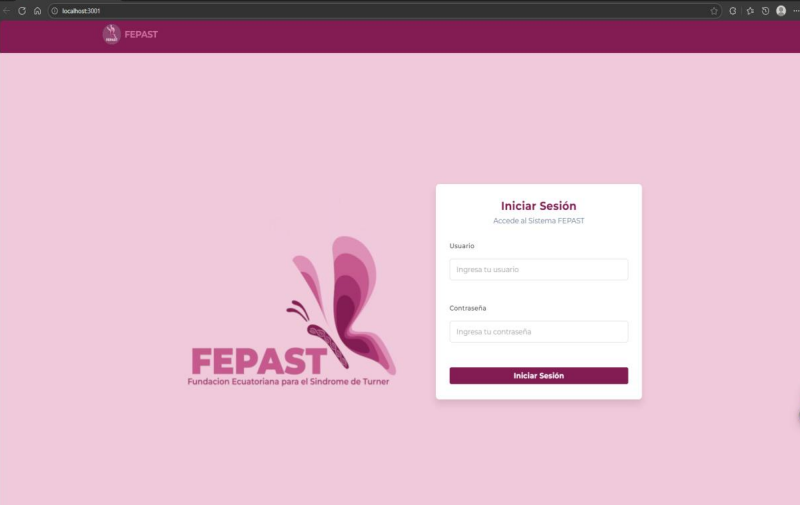 localhost:3001
FEPAST
Iniciar Sesión
Accede al Sistema FEPAST
Usuario
Ingresa tu usuario
Contraseña
Ingresa tu contraseña
Iniciar Sesión
FEPAST
Fundacion Ecuatoriana para el Sindrome de Turner